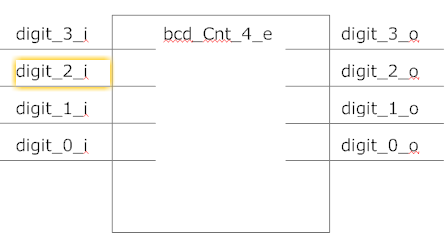 digit_3_i bcd_Cnt_4_e digit_3_o
digit_2_i digit_2_o
digit_1_i digit_1_o
digit_0_i digit_0_o